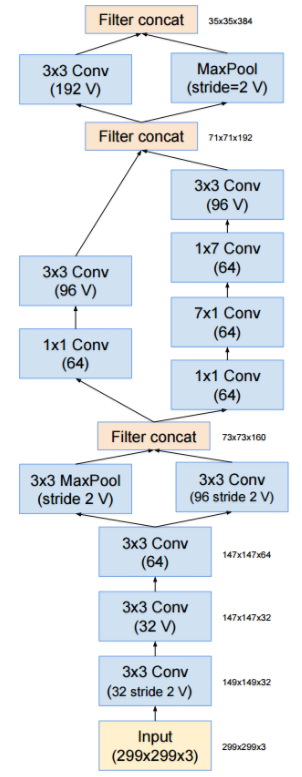 Filter concat 35x35x384
3x3 Conv
(192 V)
MaxPool
(stride=2 V)
Filter concat 71x71x192
3x3 Conv
(96 V)
1x7 Conv
(64)
3x3 Conv
(96 V)
7x1 Conv
(64)
1x1 Conv
(64)
1x1 Conv
(64)
Filter concat 73x73x160
3x3 MaxPool
(stride 2 V)
3x3 Conv
(96 stride 2 V)
3x3 Conv
(64)
147x147x64
3x3 Conv
(32 V)
147x147x32
3x3 Conv
(32 stride 2 V)
149x149x32
Input
(299x299x3)
299x299x3